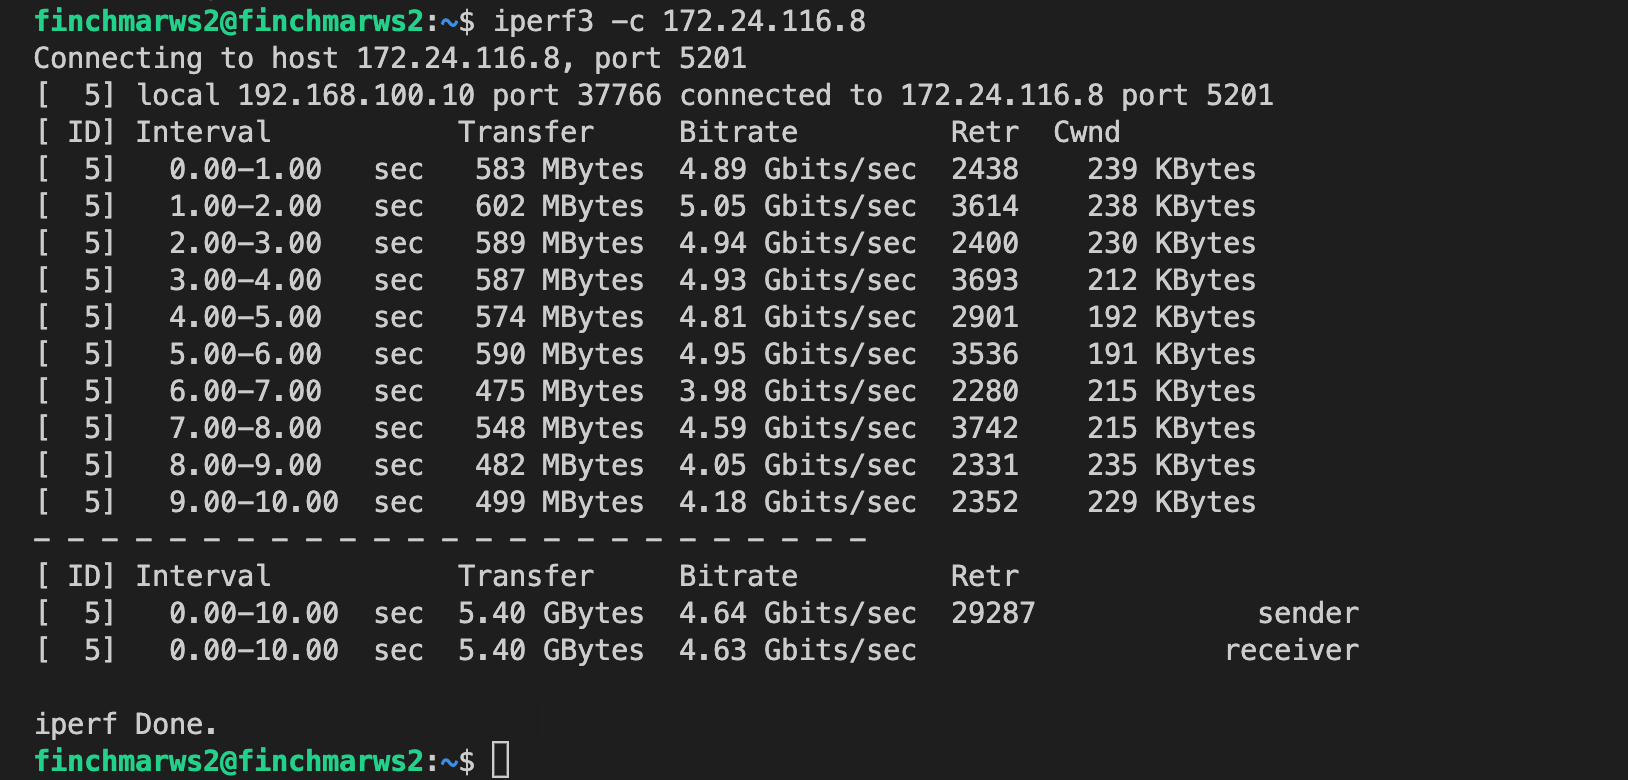 finchmarws2@finchmarws2:~$ iperf3 -c 172.24.116.8
Connecting to host 172.24.116.8, port 5201
[  5] local 192.168.100.10 port 37766 connected to 172.24.116.8 port 5201
[ ID] Interval           Transfer     Bitrate         Retr  Cwnd
[  5]   0.00-1.00   sec   583 MBytes  4.89 Gbits/sec  2438    239 KBytes
[  5]   1.00-2.00   sec   602 MBytes  5.05 Gbits/sec  3614    238 KBytes
[  5]   2.00-3.00   sec   589 MBytes  4.94 Gbits/sec  2400    230 KBytes
[  5]   3.00-4.00   sec   587 MBytes  4.93 Gbits/sec  3693    212 KBytes
[  5]   4.00-5.00   sec   574 MBytes  4.81 Gbits/sec  2901    192 KBytes
[  5]   5.00-6.00   sec   590 MBytes  4.95 Gbits/sec  3536    191 KBytes
[  5]   6.00-7.00   sec   475 MBytes  3.98 Gbits/sec  2280    215 KBytes
[  5]   7.00-8.00   sec   548 MBytes  4.59 Gbits/sec  3742    215 KBytes
[  5]   8.00-9.00   sec   482 MBytes  4.05 Gbits/sec  2331    235 KBytes
[  5]   9.00-10.00  sec   499 MBytes  4.18 Gbits/sec  2352    229 KBytes
- - - - - - - - - - - - - - - - - - - - - - - - -
[ ID] Interval           Transfer     Bitrate         Retr
[  5]   0.00-10.00  sec  5.40 GBytes  4.64 Gbits/sec  29287             sender
[  5]   0.00-10.00  sec  5.40 GBytes  4.63 Gbits/sec                  receiver

iperf Done.
finchmarws2@finchmarws2:~$